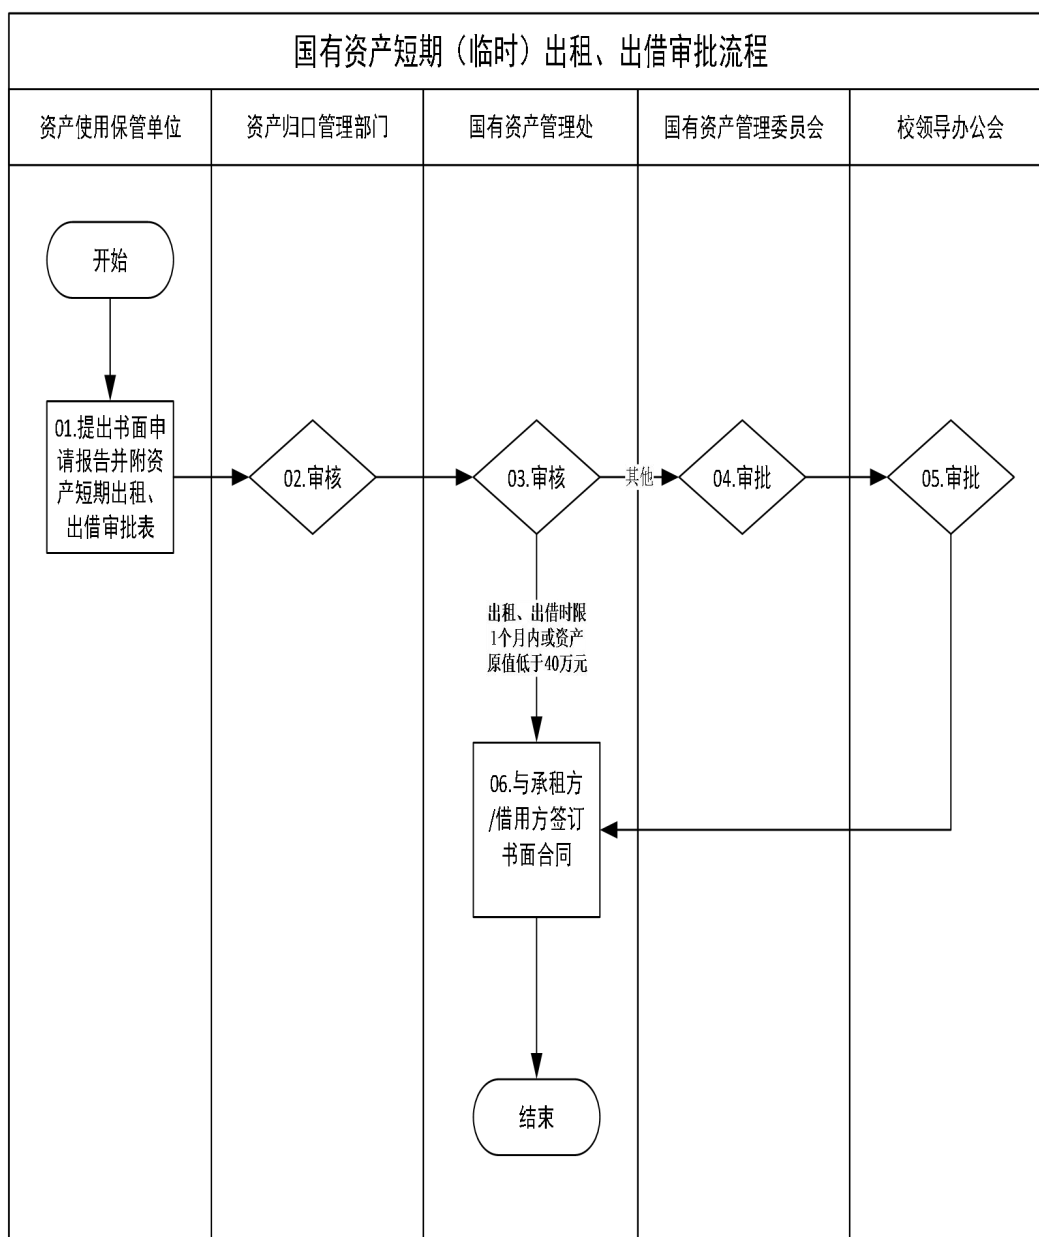 国有资产短期（临时）出租、出借审批流程
资产使用保管单位
资产归口管理部门
国有资产管理处
国有资产管理委员会
校领导办公会
开始
01.提出书面申
请报告并附资
产短期出租、
出借审批表
02.审核
03.审核
其他
04.审批
05.审批
出租、出借时限
1个月内或资产
原值低于40万元
06.与承租方
/借用方签订
书面合同
结束